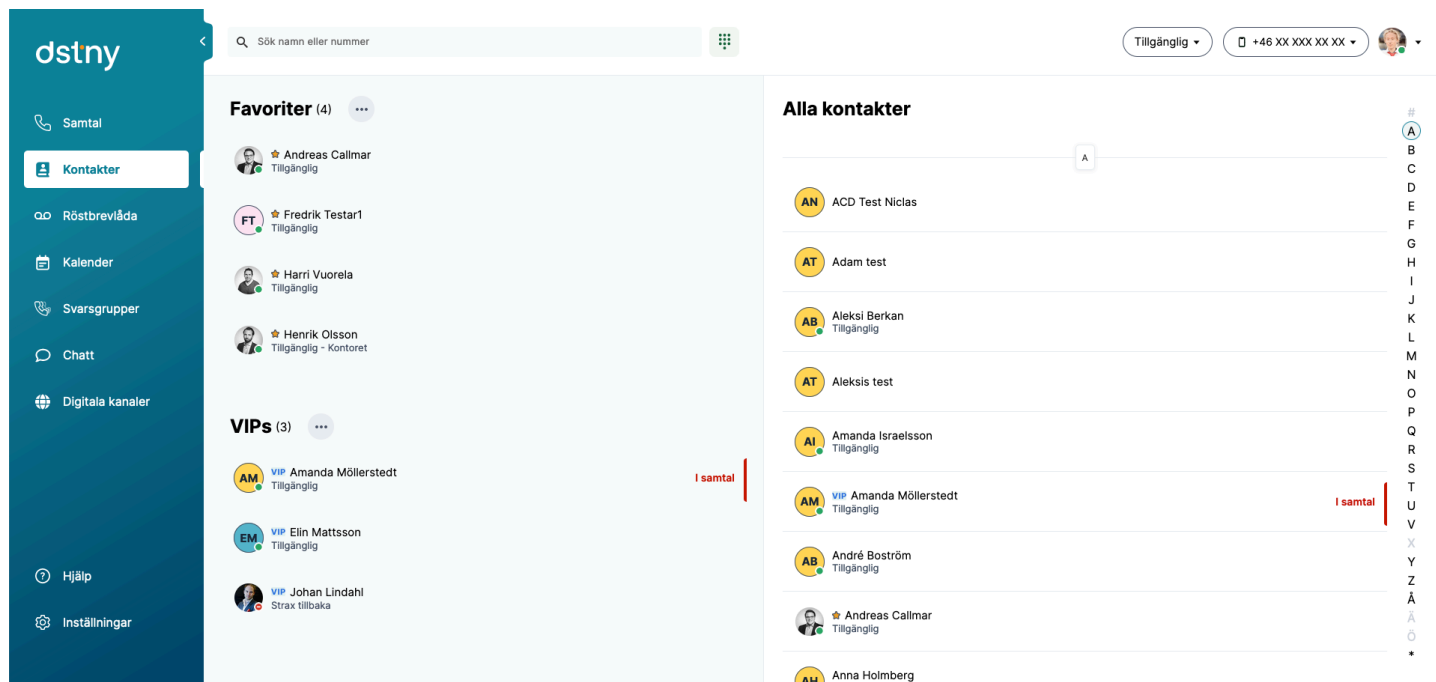 dstny
Sök namn eller nummer
Tillgänglig
+46 XX XXX XX XX
Samtal
Kontakter
Röstbrevlåda
Kalender
Svarsgrupper
Chatt
Digitala kanaler
Hjälp
Inställningar
Favoriter (4)
Andreas Callmar
Tillgänglig
FT
Fredrik Testar1
Tillgänglig
Harri Vuorela
Tillgänglig
Henrik Olsson
Tillgänglig - Kontoret
VIPs (3)
AM
VIP Amanda Möllerstedt
Tillgänglig
I samtal
EM
VIP Elin Mattsson
Tillgänglig
VIP Johan Lindahl
Strax tillbaka
Alla kontakter
A
AN
ACD Test Niclas
AT
Adam test
AB
Aleksi Berkan
Tillgänglig
AT
Aleksis test
AI
Amanda Israelsson
Tillgänglig
AM
VIP Amanda Möllerstedt
Tillgänglig
I samtal
AB
André Boström
Tillgänglig
Andreas Callmar
Tillgänglig
AH
Anna Holmberg
#
A
B
C
D
E
F
G
H
I
J
K
L
M
N
O
P
Q
R
S
T
U
V
X
Y
Z
Å
Ä
Ö
*